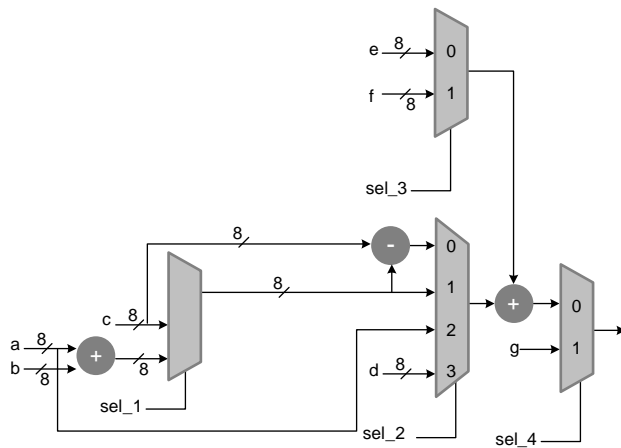 e 8 0
f 8 1
sel_3
8 - 0
8 1
c 8
a 8 2
b 8 + 8
d 8 3
+ 0
g 1
sel_1
sel_2
sel_4